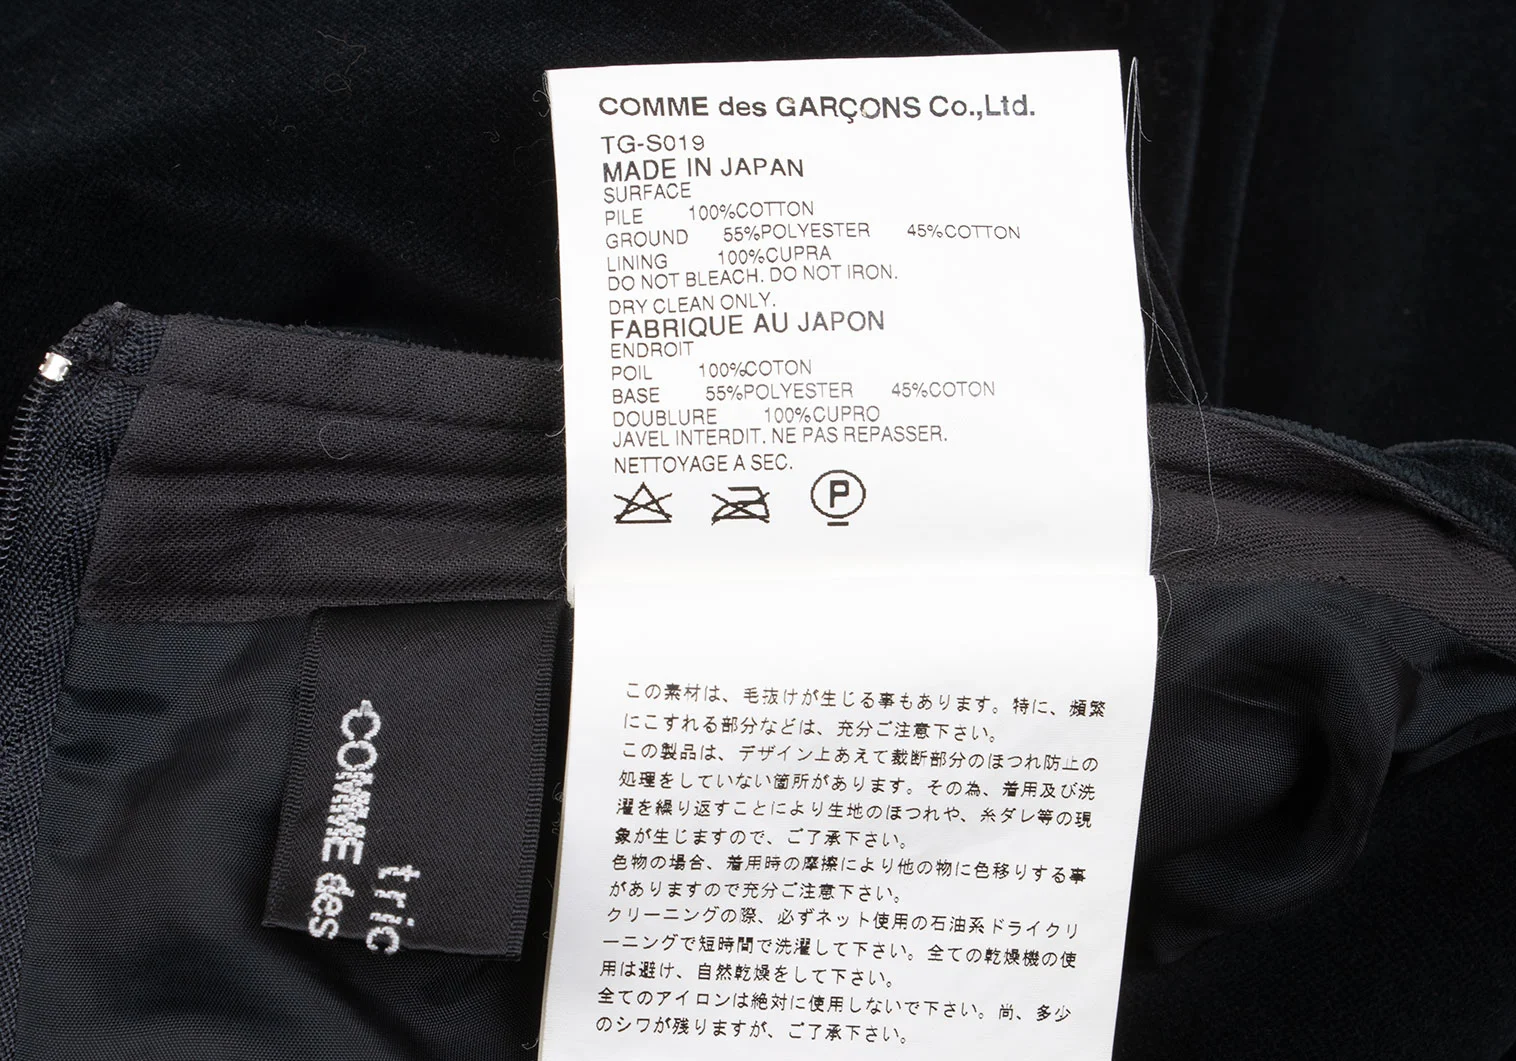 COMME des GARÇONS Co.,Ltd.
TG-S019
MADE IN JAPAN
SURFACE
PILE 100%COTTON
GROUND 55%POLYESTER 45%COTTON
LINING 100%CUPRA
DO NOT BLEACH. DO NOT IRON.
DRY CLEAN ONLY.
FABRIQUE AU JAPON
ENDROIT
POIL 100%COTON
BASE 55%POLYESTER 45%COTON
DOUBLURE 100%CUPRO
JAVEL INTERDIT. NE PAS REPASSER.
NETTOYAGE A SEC.
P
この素材は、毛抜けが生じる事もあります。特に、頻繁
にこすれる部分などは、充分ご注意下さい。
この製品は、デザイン上あえて裁断部分のほつれ防止の
処理をしていない箇所があります。その為、着用及び洗
濯を繰り返すことにより生地のほつれや、糸ダレ等の現
象が生じますので、ご了承下さい。
色物の場合、着用時の摩擦により他の物に色移りする事
がありますので充分ご注意下さい。
クリーニングの際、必ずネット使用の石油系ドライクリ
ーニングで短時間で洗濯して下さい。全ての乾燥機の使
用は避け、自然乾燥をして下さい。
全てのアイロンは絶対に使用しないで下さい。尚、多少
のシワが残りますが、ご了承下さい。
tric
COMME des